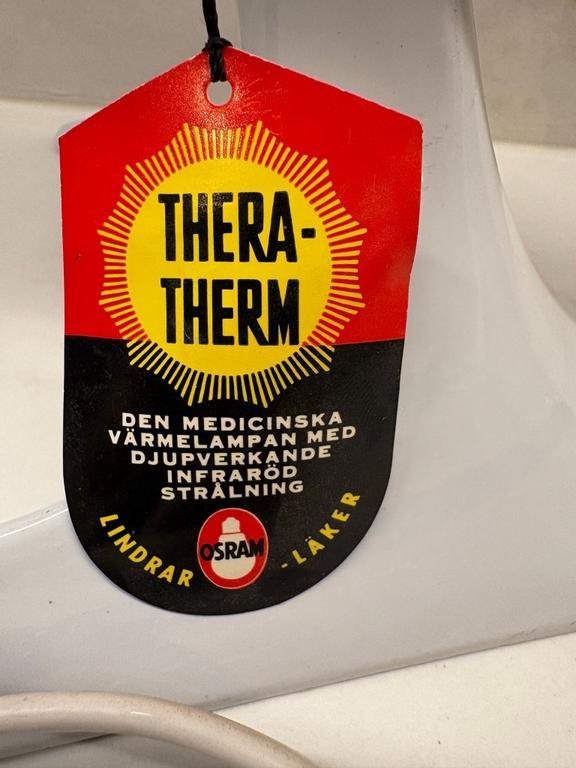 THERA-
THERM
DEN MEDICINSKA
VÄRMELAMPAN MED
DJUPVERKANDE
INFRARÖD
STRÅLNING
LINDRAR - LÄKER
OSRAM